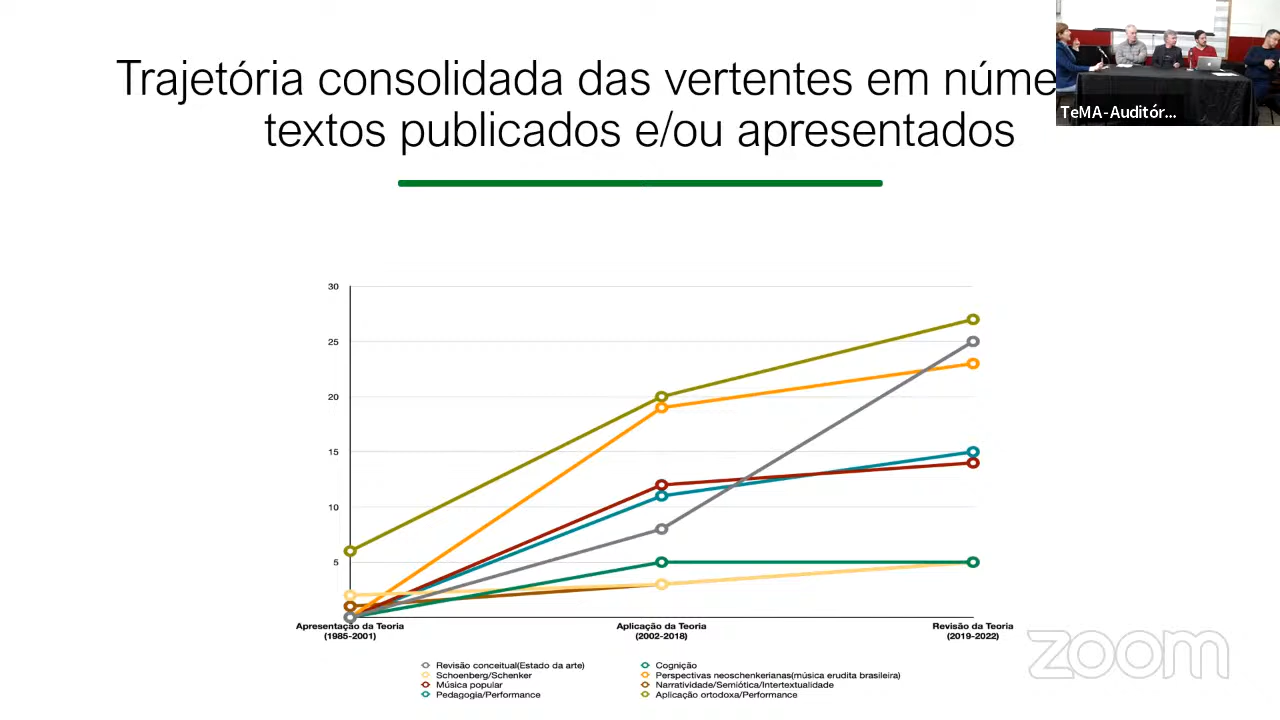 Trajetória consolidada das vertentes em núme
textos publicados e/ou apresentados
TeMA-Auditór...
30
25
20
15
10
5
Apresentação da Teoria
(1985-2001)
Aplicação da Teoria
(2002-2018)
Revisão da Teoria
(2019-2022)
Revisão conceitual(Estado da arte)
Schoenberg/Schenker
Música popular
Pedagogia/Performance
Cognição
Perspectivas neoschenkerianas(música erudita brasileira)
Narratividade/Semiótica/Intertextualidade
Aplicação ortodoxa/Performance
zoom